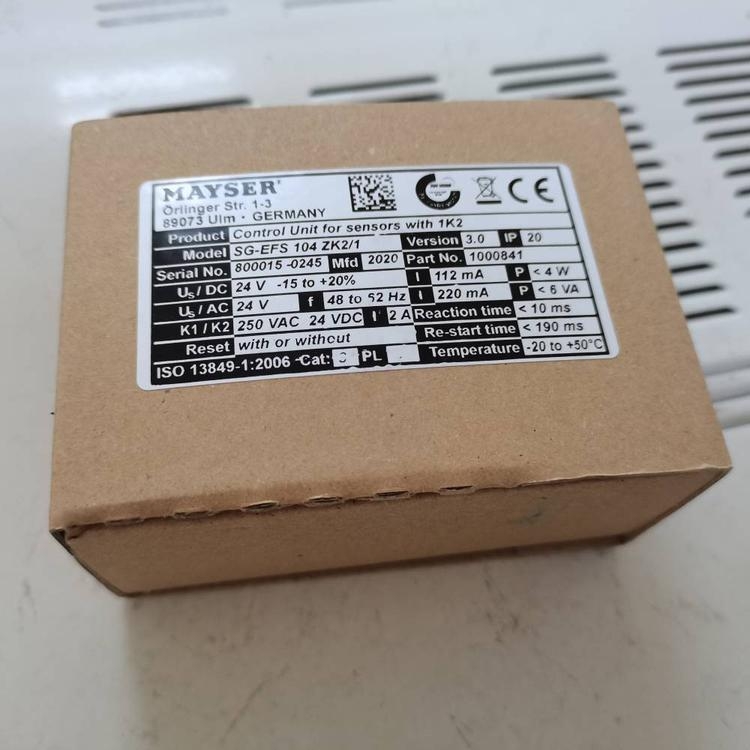 MAYSER
Örlinger Str. 1-3
89073 Ulm · GERMANY
CE
Product Control Unit for sensors with 1K2
Model SG-EFS 104 ZK2/1 Version 3.0 IP 20
Serial No. 800015 -0245 Mfd 2020 Part No. 1000841
Us / DC 24 V -15 to +20% I 112 mA P < 4 W
Us / AC 24 V f 48 to 62 Hz I 220 mA P < 6 VA
K1 / K2 250 VAC 24 VDC I 2 A Reaction time < 10 ms
Reset with or without Re-start time < 190 ms
ISO 13849-1:2006 Cat: 3 PL Temperature -20 to +50°C